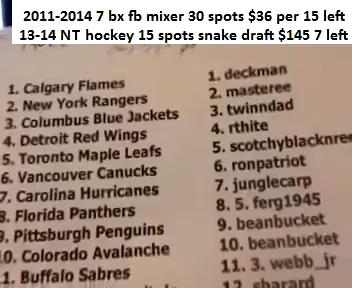 2011-2014 7 bx fb mixer 30 spots $36 per 15 left
13-14 NT hockey 15 spots snake draft $145 7 left
1. Calgary Flames
2. New York Rangers
3. Columbus Blue Jackets
4. Detroit Red Wings
5. Toronto Maple Leafs
6. Vancouver Canucks
7. Carolina Hurricanes
8. Florida Panthers
9. Pittsburgh Penguins
0. Colorado Avalanche
1. Buffalo Sabres
1. deckman
2. masteree
3. twinndad
4. rthite
5. scotchyblacknree
6. ronpatriot
7. junglecarp
8. 5. ferg1945
9. beanbucket
10. beanbucket
11. 3. webb_jr
12. sbarard